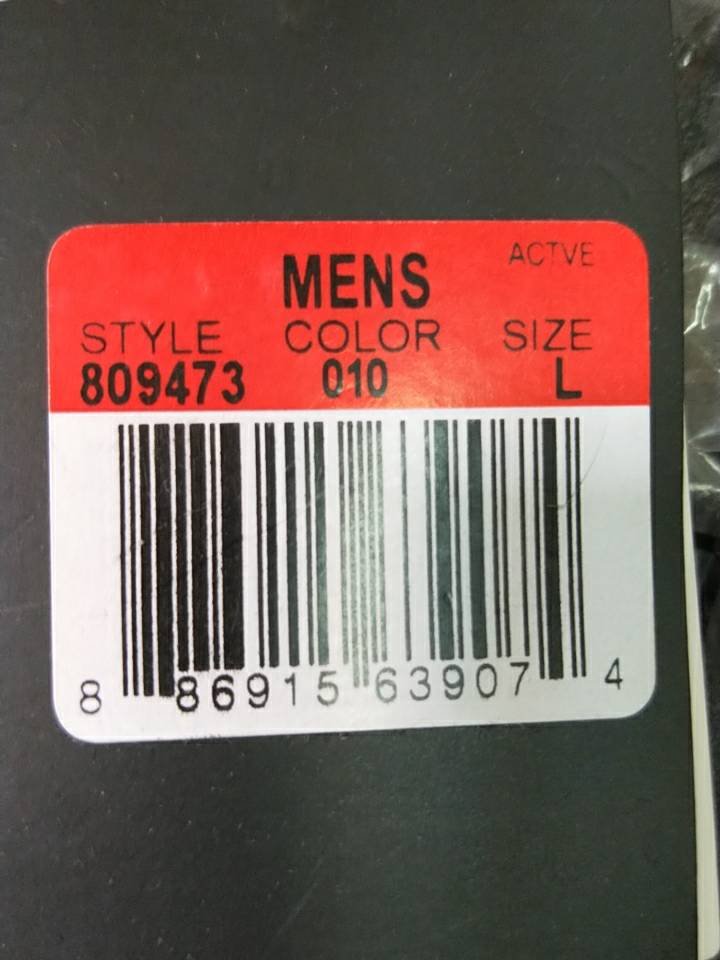 ACTVE
MENS
STYLE COLOR SIZE
809473 010 L
8 86915 63907 4